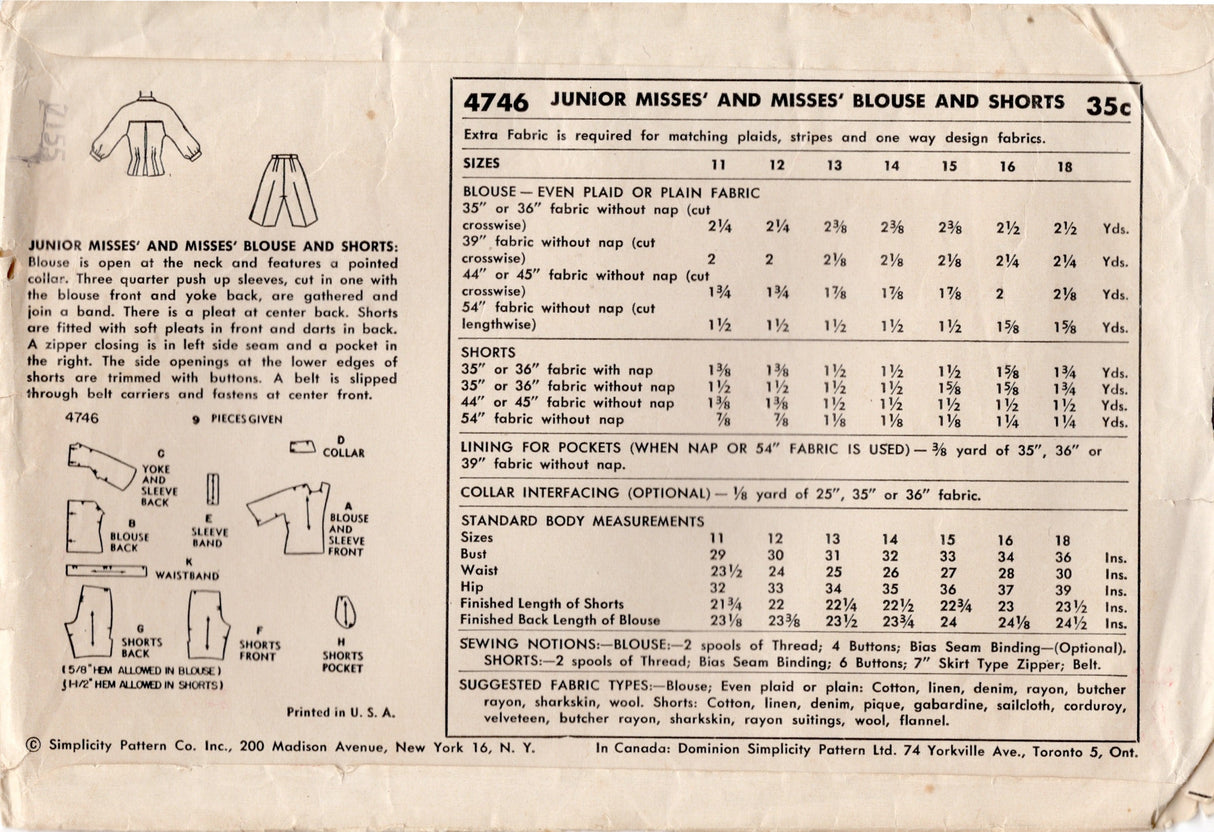 JUNIOR MISSES' AND MISSES' BLOUSE AND SHORTS:
Blouse is open at the neck and features a pointed
collar. Three quarter push up sleeves, cut in one with
the blouse front and yoke back, are gathered and
join a band. There is a pleat at center back. Shorts
are fitted with soft pleats in front and darts in back.
A zipper closing is in left side seam and a pocket in
the right. The side openings at the lower edges of
shorts are trimmed with buttons. A belt is slipped
through belt carriers and fastens at center front.
4746 9 PIECES GIVEN
C
YOKE
AND
SLEEVE
BACK
D
COLLAR
B
BLOUSE
BACK
E
SLEEVE
BAND
A
BLOUSE
AND
SLEEVE
FRONT
K
WAISTBAND
G
SHORTS
BACK
F
SHORTS
FRONT
H
SHORTS
POCKET
(5/8" HEM ALLOWED IN BLOUSE)
(1-1/2" HEM ALLOWED IN SHORTS)
Printed in U. S. A.
4746 JUNIOR MISSES' AND MISSES' BLOUSE AND SHORTS 35c
Extra Fabric is required for matching plaids, stripes and one way design fabrics.
SIZES 11 12 13 14 15 16 18
BLOUSE — EVEN PLAID OR PLAIN FABRIC
35" or 36" fabric without nap (cut
crosswise) 2¼ 2¼ 2⅜ 2⅜ 2⅜ 2½ 2½ Yds.
39" fabric without nap (cut
crosswise) 2 2 2⅛ 2⅛ 2⅛ 2¼ 2¼ Yds.
44" or 45" fabric without nap (cut
crosswise) 1¾ 1¾ 1⅞ 1⅞ 1⅞ 2 2⅛ Yds.
54" fabric without nap (cut
lengthwise) 1½ 1½ 1½ 1½ 1½ 1⅝ 1⅝ Yds.
SHORTS
35" or 36" fabric with nap 1⅜ 1⅜ 1½ 1½ 1½ 1⅝ 1¾ Yds.
35" or 36" fabric without nap 1½ 1½ 1½ 1½ 1⅝ 1⅝ 1¾ Yds.
44" or 45" fabric without nap 1⅜ 1⅜ 1½ 1½ 1½ 1½ 1½ Yds.
54" fabric without nap ⅞ ⅞ 1⅛ 1⅛ 1⅛ 1¼ 1¼ Yds.
LINING FOR POCKETS (WHEN NAP OR 54" FABRIC IS USED) — ⅜ yard of 35", 36" or
39" fabric without nap.
COLLAR INTERFACING (OPTIONAL) — ⅛ yard of 25", 35" or 36" fabric.
STANDARD BODY MEASUREMENTS
Sizes 11 12 13 14 15 16 18
Bust 29 30 31 32 33 34 36 Ins.
Waist 23½ 24 25 26 27 28 30 Ins.
Hip 32 33 34 35 36 37 39 Ins.
Finished Length of Shorts 21¾ 22 22¼ 22½ 22¾ 23 23½ Ins.
Finished Back Length of Blouse 23⅛ 23⅜ 23½ 23¾ 24 24⅛ 24½ Ins.
SEWING NOTIONS:—BLOUSE:—2 spools of Thread; 4 Buttons; Bias Seam Binding—(Optional).
SHORTS:—2 spools of Thread; Bias Seam Binding; 6 Buttons; 7" Skirt Type Zipper; Belt.
SUGGESTED FABRIC TYPES:—Blouse; Even plaid or plain: Cotton, linen, denim, rayon, butcher
rayon, sharkskin, wool. Shorts: Cotton, linen, denim, pique, gabardine, sailcloth, corduroy,
velveteen, butcher rayon, sharkskin, rayon suitings, wool, flannel.
© Simplicity Pattern Co. Inc., 200 Madison Avenue, New York 16, N. Y. In Canada: Dominion Simplicity Pattern Ltd. 74 Yorkville Ave., Toronto 5, Ont.